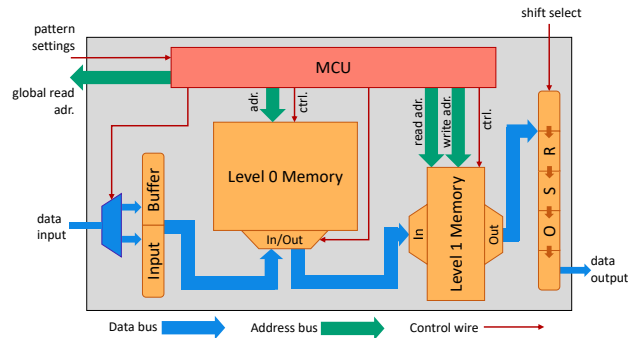 shift select
pattern
settings
MCU
global read
adr.
adr.
ctrl.
read adr.
write adr.
ctrl.
Level 0 Memory
In/Out
Buffer
Input
data
input
In
Level 1 Memory
Out
R
S
O
data
output
Data bus
Address bus
Control wire